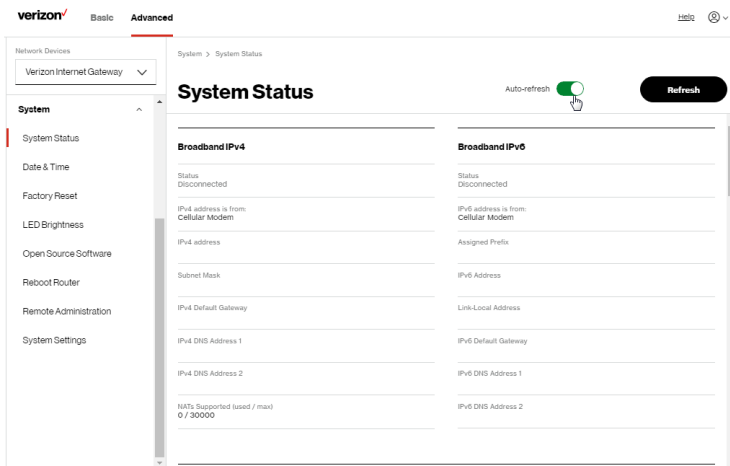 verizon
Basic
Advanced
Help
Network Devices
Verizon Internet Gateway
System
System Status
Date & Time
Factory Reset
LED Brightness
Open Source Software
Reboot Router
Remote Administration
System Settings
System > System Status
System Status
Auto-refresh
Refresh
Broadband IPv4
Status
Disconnected
IPv4 address is from:
Cellular Modem
IPv4 address
Subnet Mask
IPv4 Default Gateway
IPv4 DNS Address 1
IPv4 DNS Address 2
NATs Supported (used / max)
0 / 30000
Broadband IPv6
Status
Disconnected
IPv6 address is from:
Cellular Modem
Assigned Prefix
IPv6 Address
Link-Local Address
IPv6 Default Gateway
IPv6 DNS Address 1
IPv6 DNS Address 2